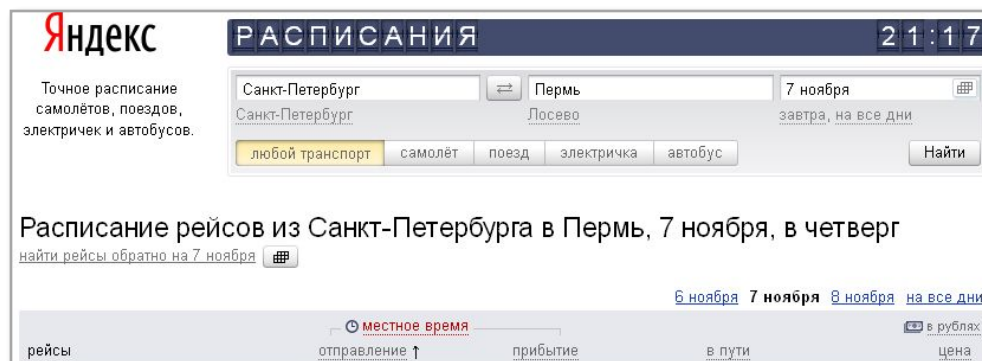 Яндекс
РАСПИСАНИЯ 21:17
Точное расписание
самолётов, поездов,
электричек и автобусов.
Санкт-Петербург Пермь 7 ноября
Санкт-Петербург Лосево завтра, на все дни
любой транспорт самолёт поезд электричка автобус Найти
Расписание рейсов из Санкт-Петербурга в Пермь, 7 ноября, в четверг
найти рейсы обратно на 7 ноября
6 ноября 7 ноября 8 ноября на все дни
местное время в рублях
рейсы отправление ↑ прибытие в пути цена